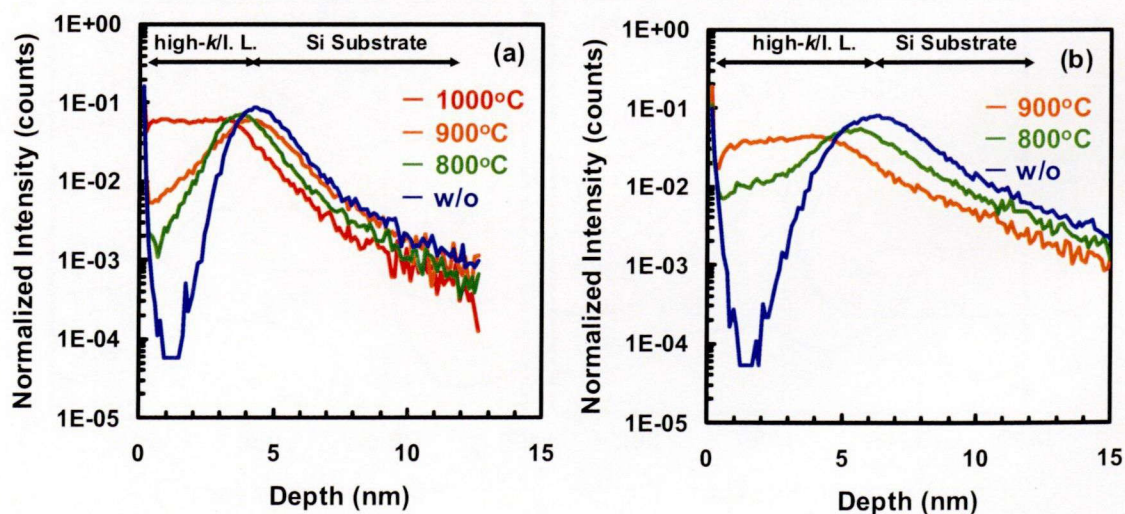 1E+00
1E-01
1E-02
1E-03
1E-04
1E-05
Normalized Intensity (counts)
high-k/I. L.
Si Substrate
(a)
1000°C
900°C
800°C
w/o
0
5
10
15
Depth (nm)
1E+00
1E-01
1E-02
1E-03
1E-04
1E-05
Normalized Intensity (counts)
high-k/I. L.
Si Substrate
(b)
900°C
800°C
w/o
0
5
10
15
Depth (nm)